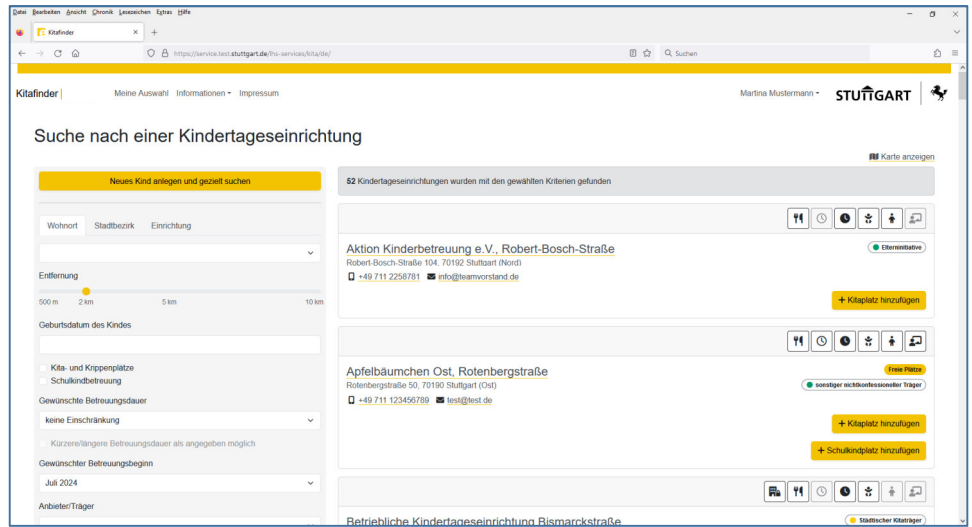 Datei Bearbeiten Ansicht Chronik Lesezeichen Extras Hilfe
Kitafinder
https://service.test.stuttgart.de/lhs-services/kita/de/
Suchen
Kitafinder
Meine Auswahl Informationen Impressum
Martina Mustermann
STUTTGART
Suche nach einer Kindertageseinrichtung
Karte anzeigen
Neues Kind anlegen und gezielt suchen
52 Kindertageseinrichtungen wurden mit den gewählten Kriterien gefunden
Wohnort Stadtbezirk Einrichtung
Entfernung
500 m 2 km 5 km 10 km
Geburtsdatum des Kindes
Kita- und Krippenplätze
Schulkindbetreuung
Gewünschte Betreuungsdauer
keine Einschränkung
Kürzere/längere Betreuungsdauer als angegeben möglich
Gewünschter Betreuungsbeginn
Juli 2024
Anbieter/Träger
Aktion Kinderbetreuung e.V., Robert-Bosch-Straße
Elterninitiative
Robert-Bosch-Straße 104, 70192 Stuttgart (Nord)
+49 711 2258781 info@teamvorstand.de
+ Kitaplatz hinzufügen
Apfelbäumchen Ost, Rotenbergstraße
Freie Plätze
Rotenbergstraße 50, 70190 Stuttgart (Ost)
sonstiger nichtkonfessioneller Träger
+49 711 123456789 test@test.de
+ Kitaplatz hinzufügen
+ Schulkindplatz hinzufügen
Betriebliche Kindertageseinrichtung Bismarckstraße
Städtischer Kitaträger